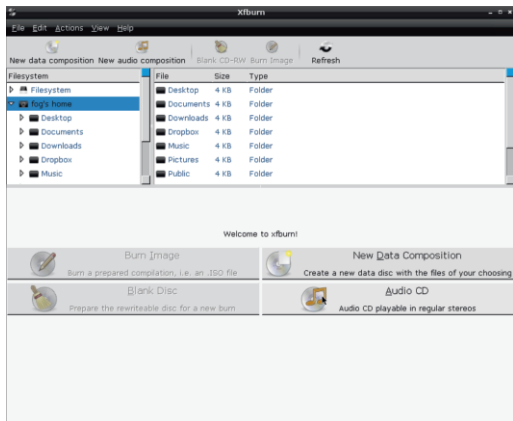 Xfburn
File Edit Actions View Help
New data composition New audio composition Blank CD-RW Burn Image Refresh
Filesystem
Filesystem
fog's home
Desktop
Documents
Downloads
Dropbox
Music
File Size Type
Desktop 4 KB Folder
Documents 4 KB Folder
Downloads 4 KB Folder
Dropbox 4 KB Folder
Music 4 KB Folder
Pictures 4 KB Folder
Public 4 KB Folder
Welcome to xfburn!
Burn Image
Burn a prepared compilation, i.e. an .ISO file
New Data Composition
Create a new data disc with the files of your choosing
Blank Disc
Prepare the rewriteable disc for a new burn
Audio CD
Audio CD playable in regular stereos